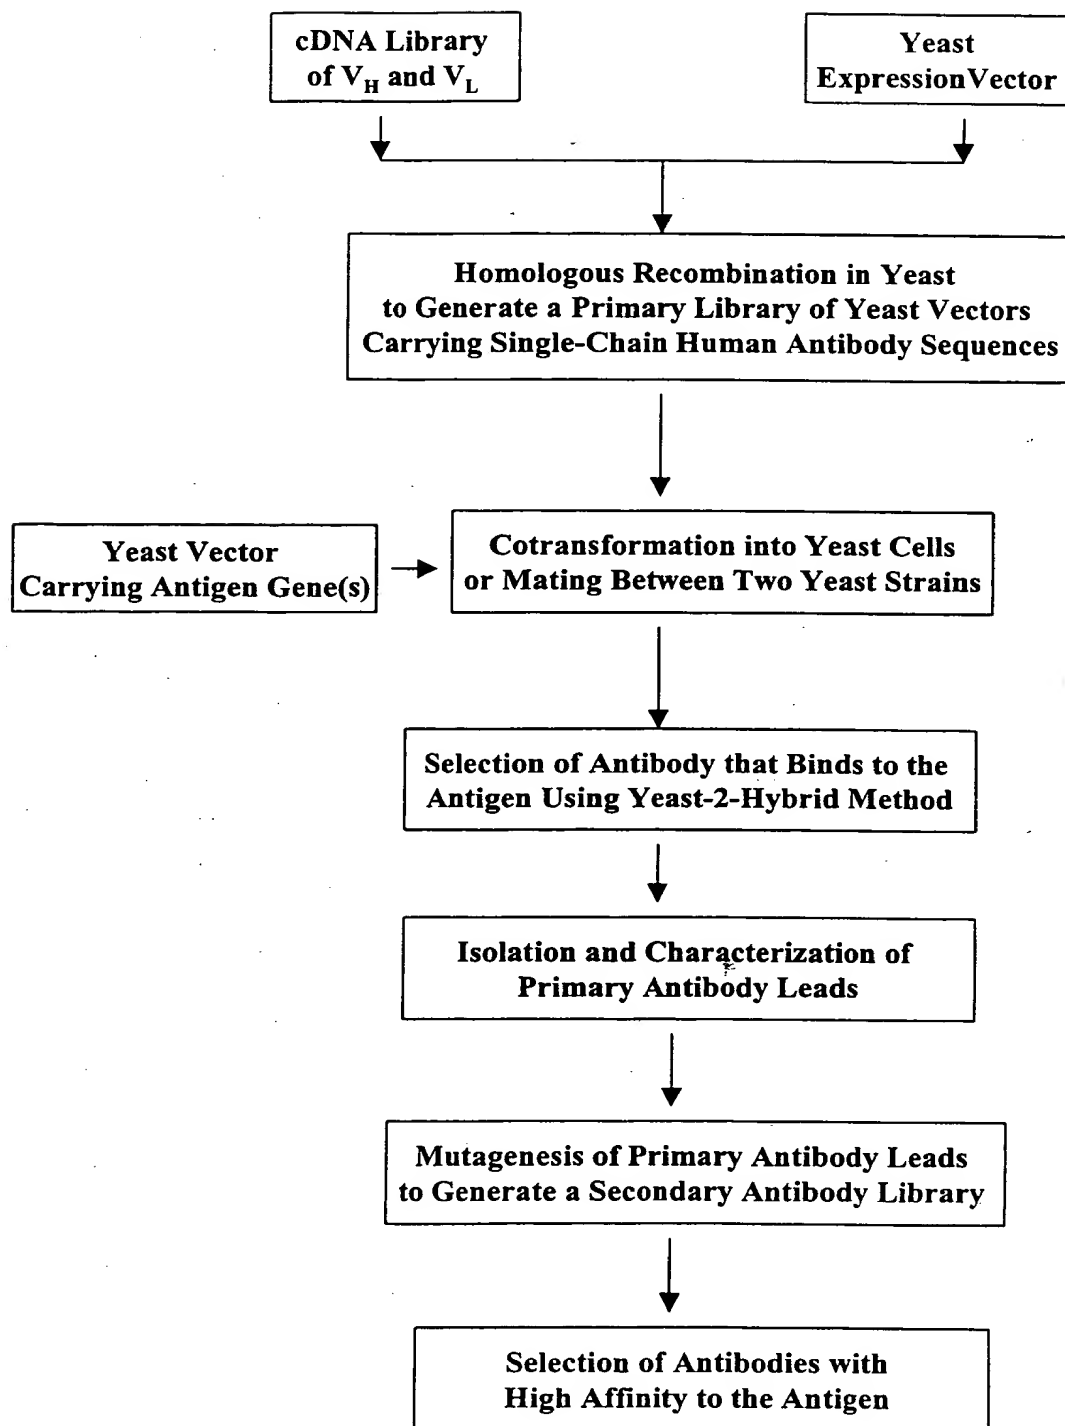 cDNA Library
of VH and VL
Yeast
ExpressionVector
Homologous Recombination in Yeast
to Generate a Primary Library of Yeast Vectors
Carrying Single-Chain Human Antibody Sequences
Yeast Vector
Carrying Antigen Gene(s)
Cotransformation into Yeast Cells
or Mating Between Two Yeast Strains
Selection of Antibody that Binds to the
Antigen Using Yeast-2-Hybrid Method
Isolation and Characterization of
Primary Antibody Leads
Mutagenesis of Primary Antibody Leads
to Generate a Secondary Antibody Library
Selection of Antibodies with
High Affinity to the Antigen